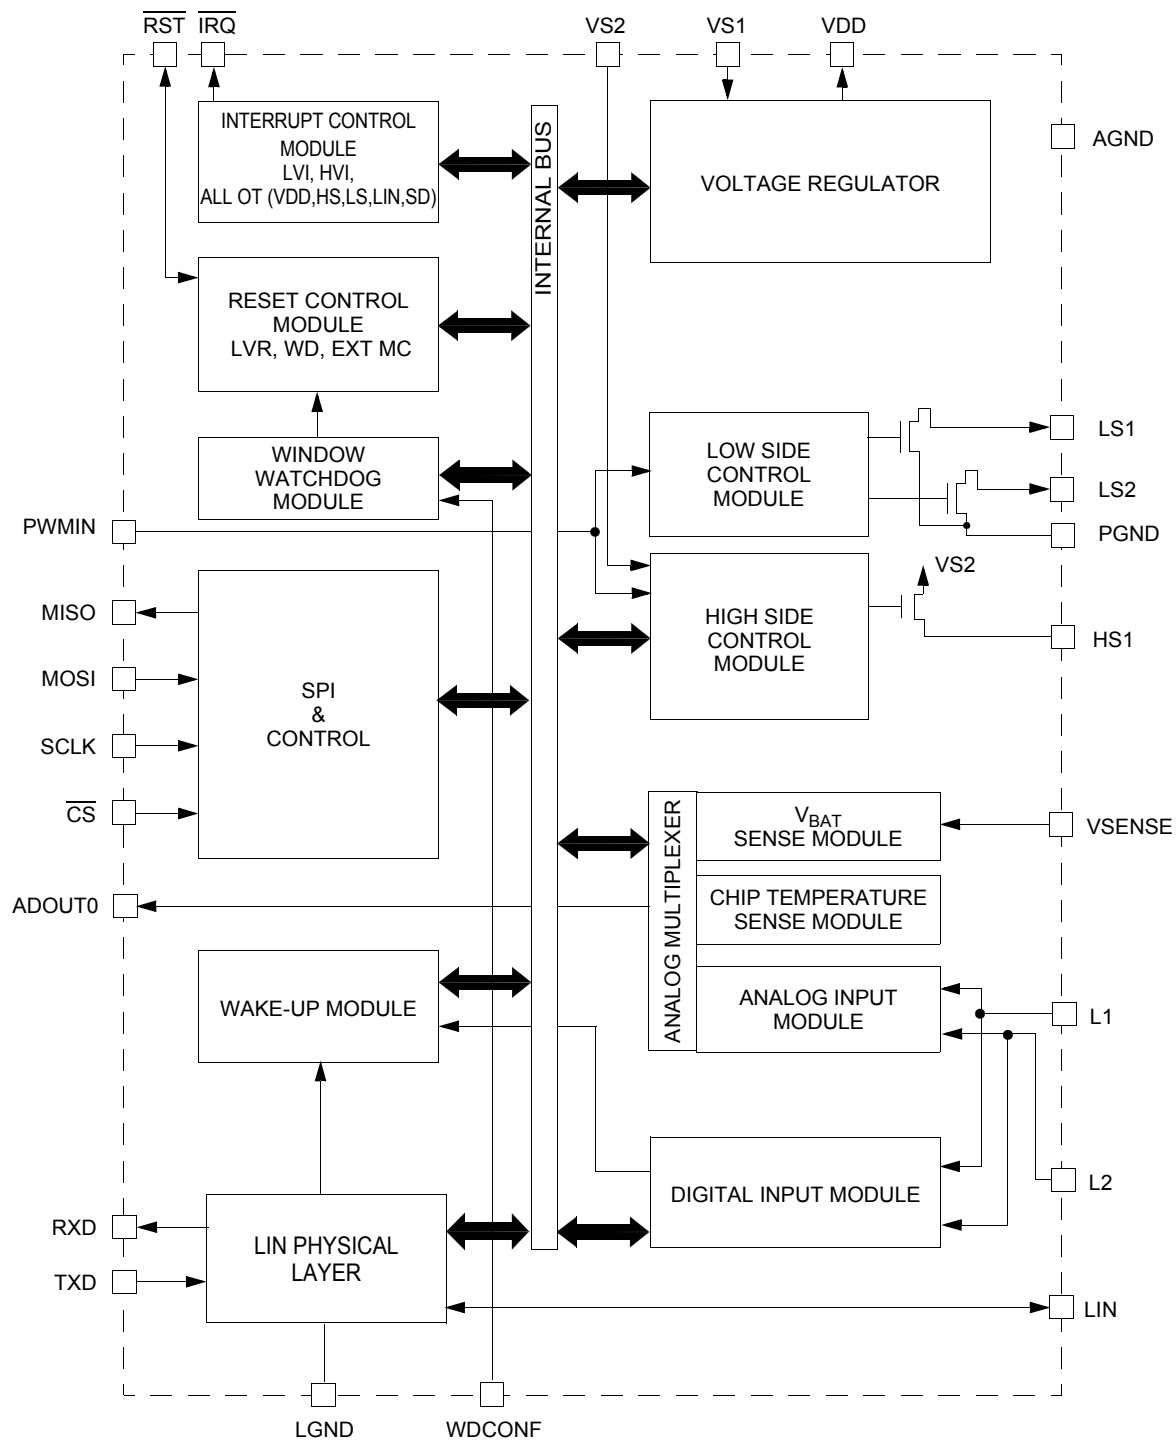 R̅S̅T̅ I̅R̅Q̅ VS2 VS1 VDD
INTERRUPT CONTROL
MODULE
LVI, HVI,
ALL OT (VDD,HS,LS,LIN,SD)
INTERNAL BUS
VOLTAGE REGULATOR
AGND
RESET CONTROL
MODULE
LVR, WD, EXT MC
WINDOW
WATCHDOG
MODULE
LOW SIDE
CONTROL
MODULE
LS1
LS2
PGND
PWMIN
VS2
HIGH SIDE
CONTROL
MODULE
HS1
MISO
MOSI
SCLK
C̅S̅
SPI
&
CONTROL
ANALOG MULTIPLEXER
VBAT
SENSE MODULE
VSENSE
CHIP TEMPERATURE
SENSE MODULE
ADOUT0
ANALOG INPUT
MODULE
L1
WAKE-UP MODULE
DIGITAL INPUT MODULE
L2
RXD
TXD
LIN PHYSICAL
LAYER
LIN
LGND WDCONF